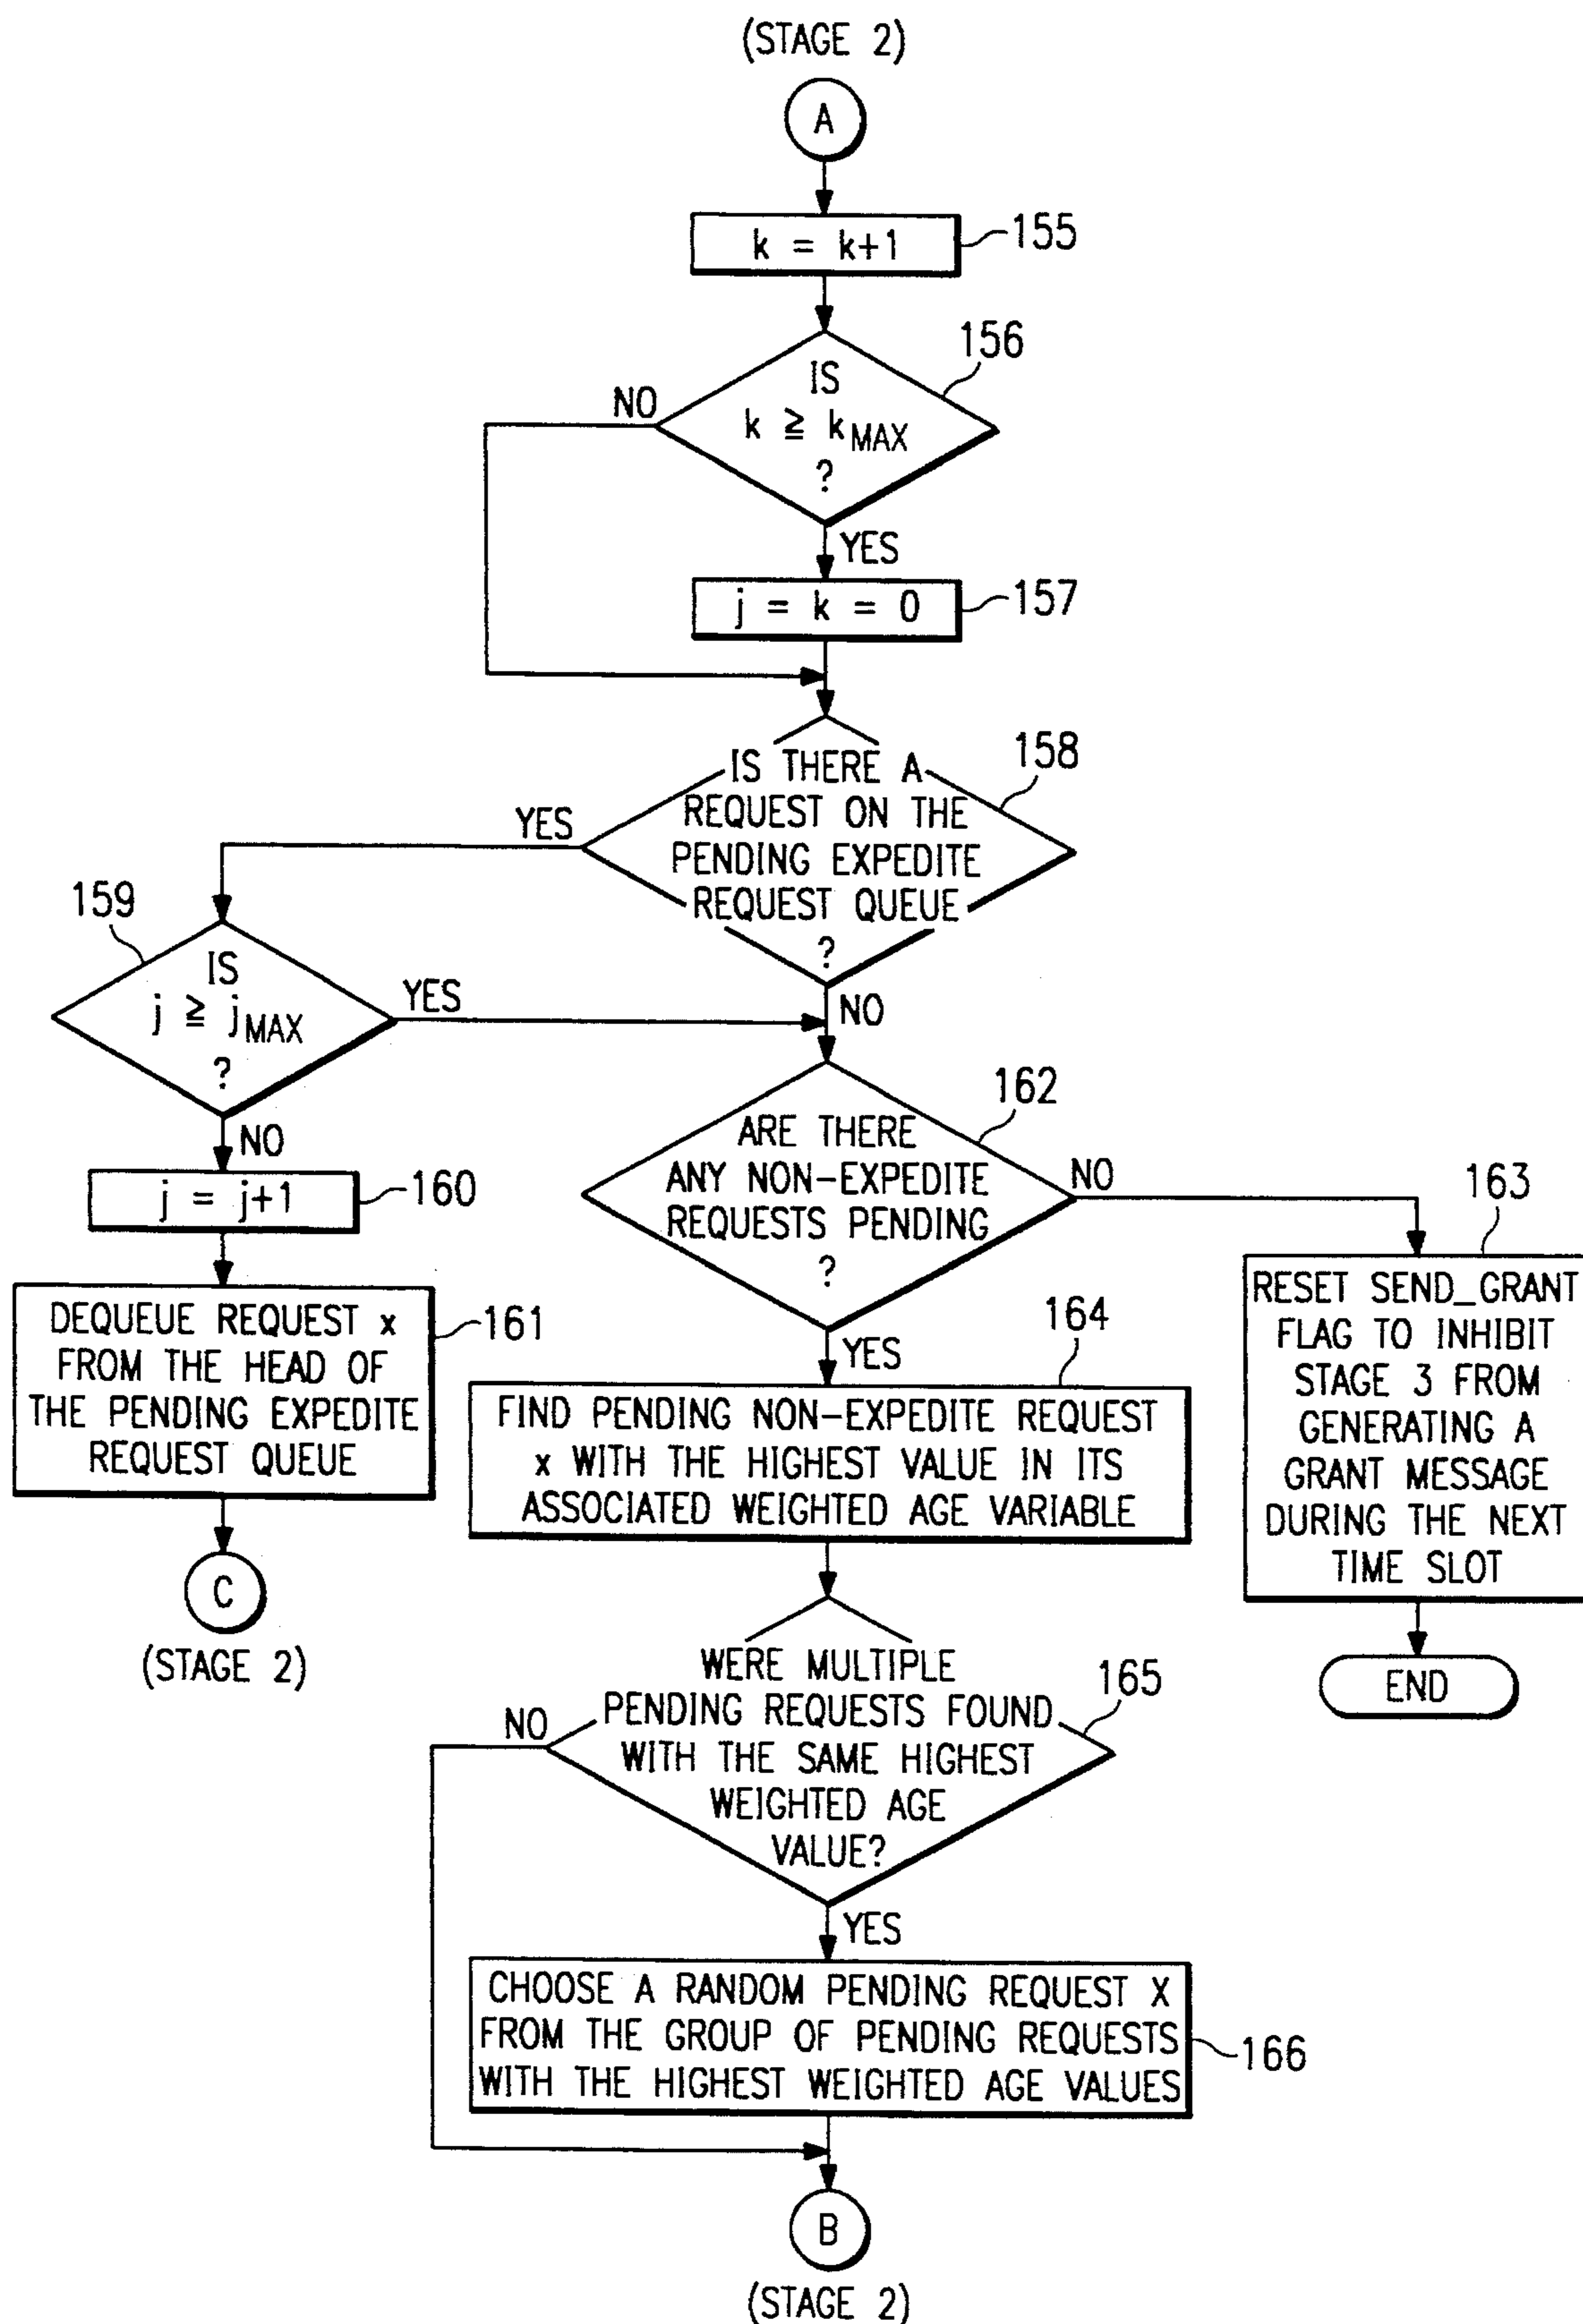 (STAGE 2)
A
k = k+1
155
156
IS
k ≧ kMAX
?
NO
YES
j = k = 0
157
158
IS THERE A
REQUEST ON THE
PENDING EXPEDITE
REQUEST QUEUE
?
YES
NO
159
IS
j ≧ jMAX
?
YES
NO
j = j+1
160
DEQUEUE REQUEST x
FROM THE HEAD OF
THE PENDING EXPEDITE
REQUEST QUEUE
161
C
(STAGE 2)
162
ARE THERE
ANY NON-EXPEDITE
REQUESTS PENDING
?
NO
YES
163
RESET SEND_GRANT
FLAG TO INHIBIT
STAGE 3 FROM
GENERATING A
GRANT MESSAGE
DURING THE NEXT
TIME SLOT
END
164
FIND PENDING NON-EXPEDITE REQUEST
x WITH THE HIGHEST VALUE IN ITS
ASSOCIATED WEIGHTED AGE VARIABLE
165
WERE MULTIPLE
PENDING REQUESTS FOUND
WITH THE SAME HIGHEST
WEIGHTED AGE
VALUE?
NO
YES
CHOOSE A RANDOM PENDING REQUEST X
FROM THE GROUP OF PENDING REQUESTS
WITH THE HIGHEST WEIGHTED AGE VALUES
166
B
(STAGE 2)